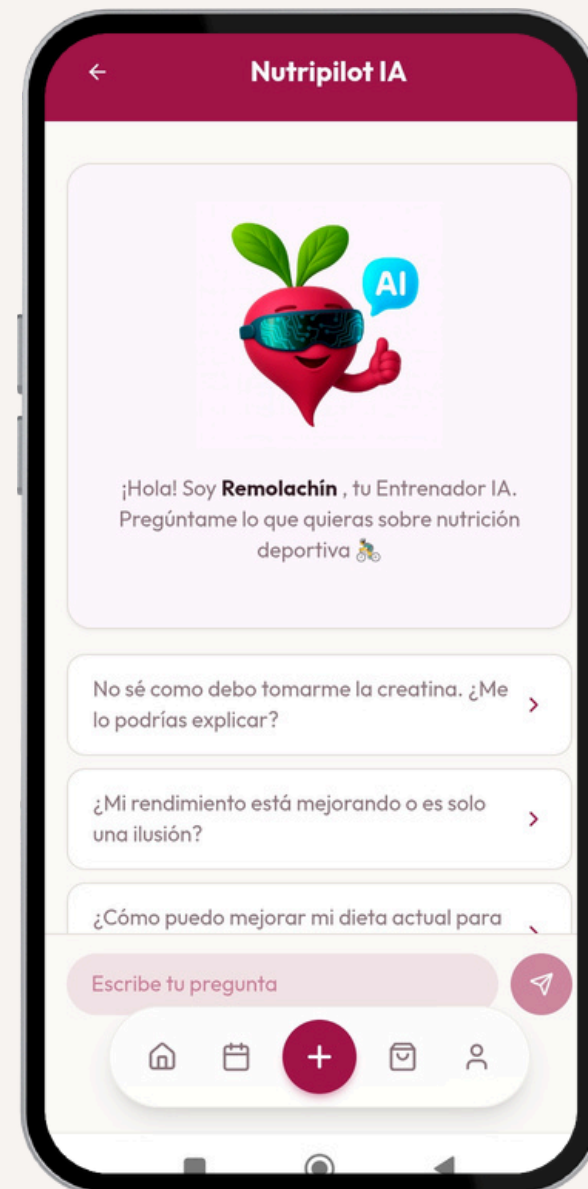 Nutripilot IA
AI
¡Hola! Soy Remolachín , tu Entrenador IA.
Pregúntame lo que quieras sobre nutrición
deportiva 🚴
No sé como debo tomarme la creatina. ¿Me
lo podrías explicar?
¿Mi rendimiento está mejorando o es solo
una ilusión?
¿Cómo puedo mejorar mi dieta actual para
Escribe tu pregunta